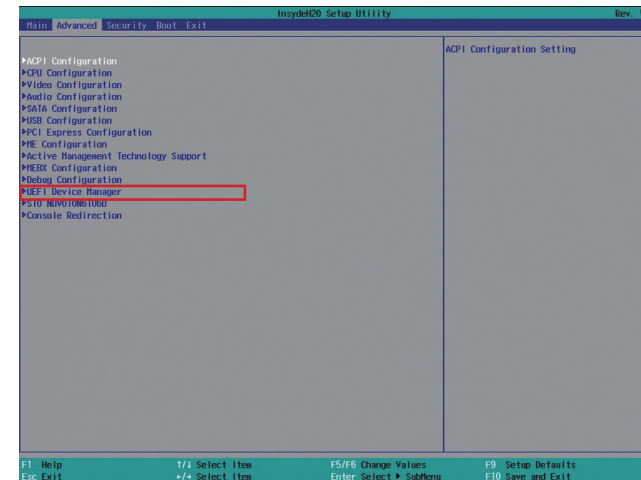 InsydeH20 Setup Utility Rev.
Main Advanced Security Boot Exit
ACPI Configuration Setting
▶ACPI Configuration
▶CPU Configuration
▶Video Configuration
▶Audio Configuration
▶SATA Configuration
▶USB Configuration
▶PCI Express Configuration
▶ME Configuration
▶Active Management Technology Support
▶MEBX Configuration
▶Debug Configuration
▶UEFI Device Manager
▶SIO NUVOTON6106D
▶Console Redirection
F1 Help ↑/↓ Select Item F5/F6 Change Values F9 Setup Defaults
Esc Exit ←/→ Select Item Enter Select ▶ SubMenu F10 Save and Exit